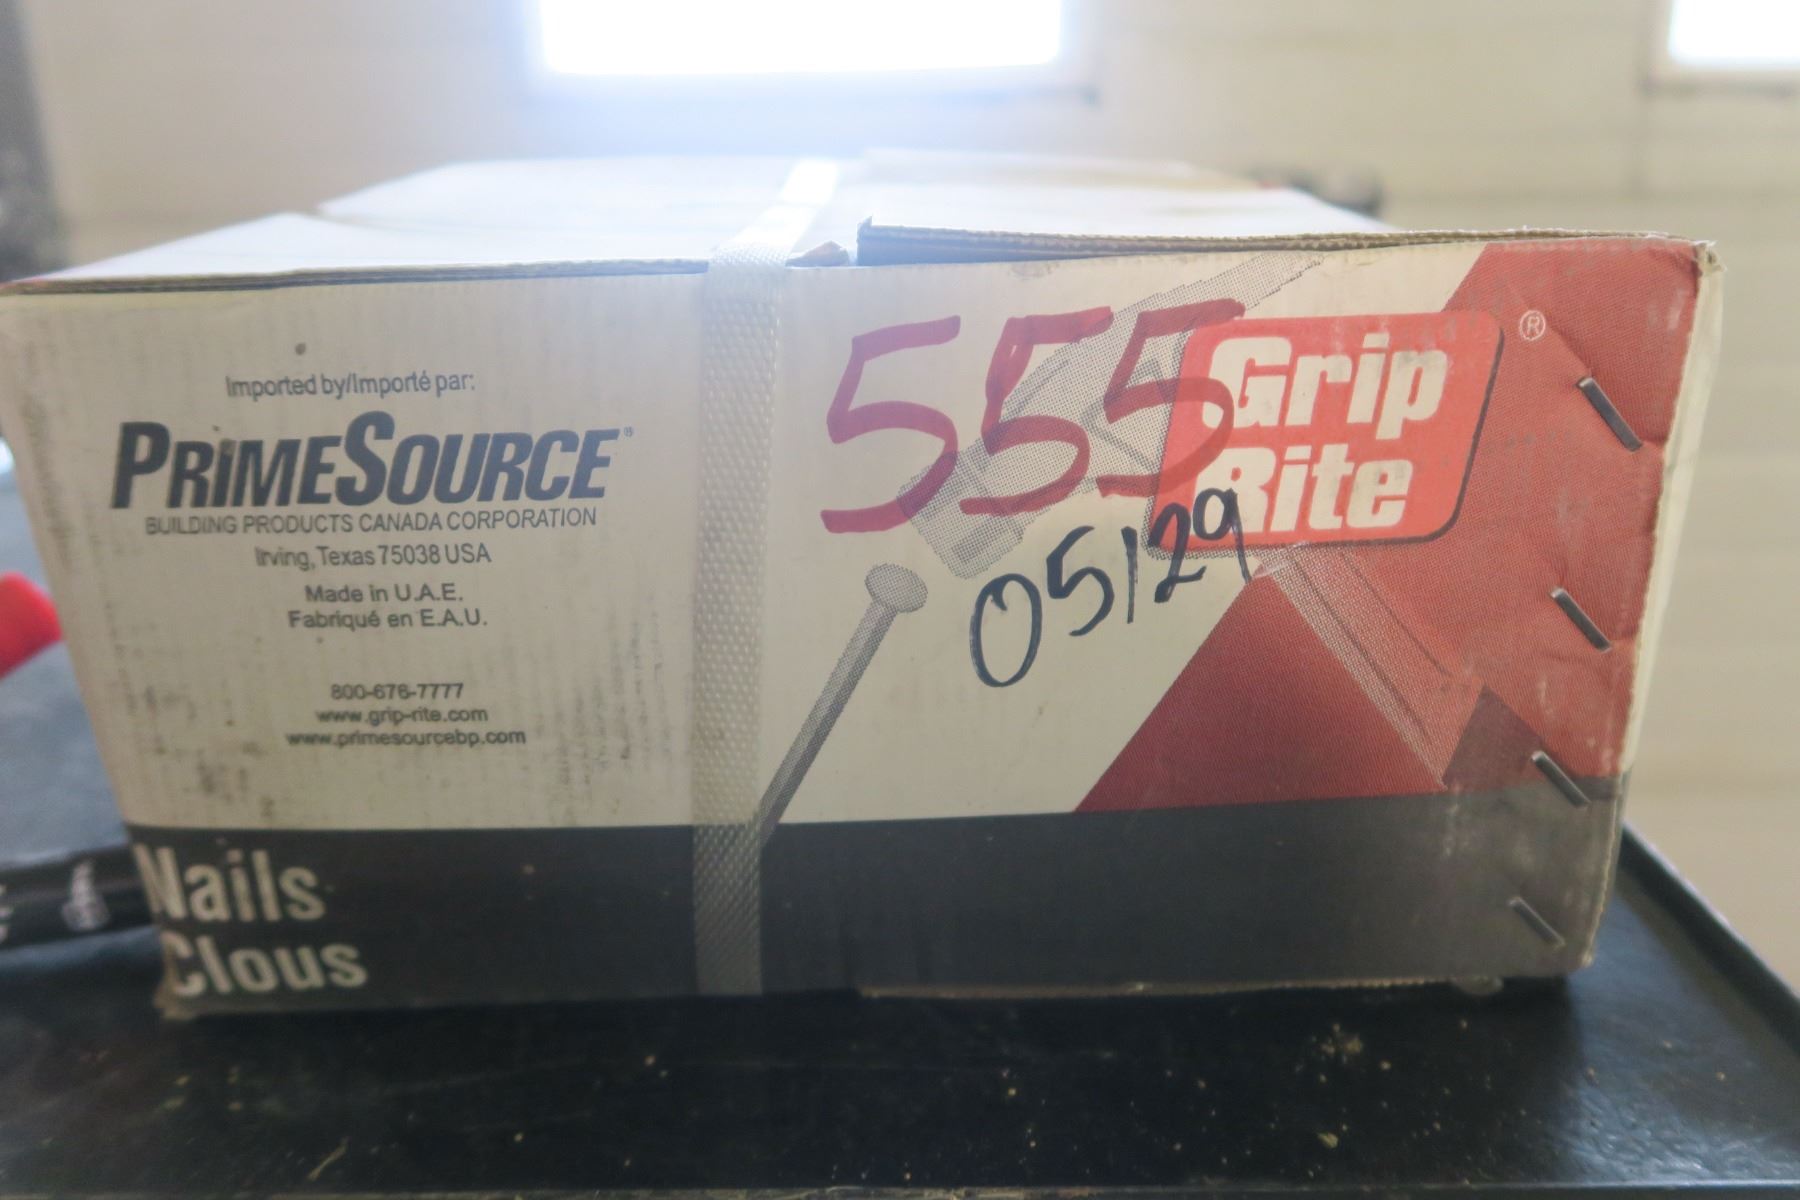 Imported by/Importé par:
PRIMESOURCE®
BUILDING PRODUCTS CANADA CORPORATION
Irving, Texas 75038 USA
Made in U.A.E.
Fabriqué en E.A.U.
800-676-7777
www.grip-rite.com
www.primesourcebp.com
555
Grip ®
Rite
05129
Nails
Clous